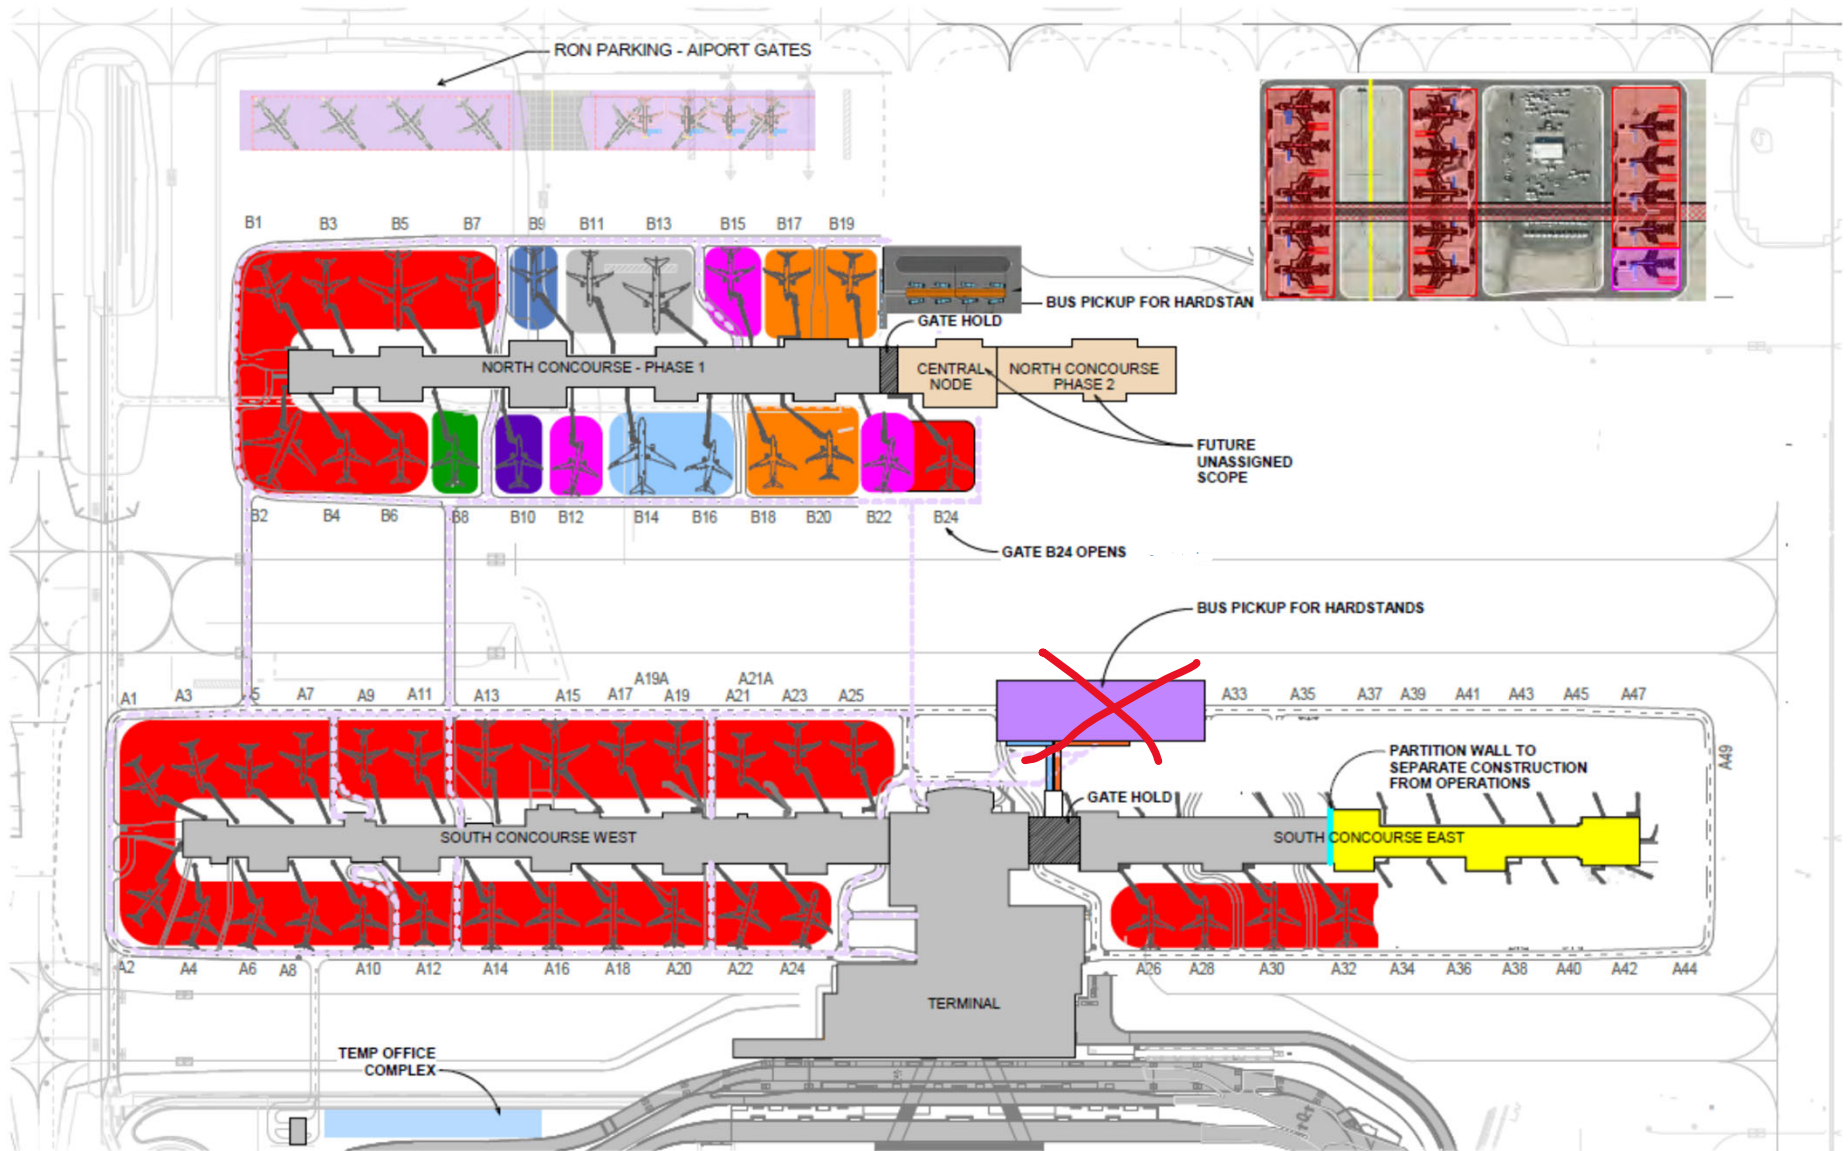 RON PARKING - AIPORT GATES
B1 B3 B5 B7 B9 B11 B13 B15 B17 B19
BUS PICKUP FOR HARDSTAN
GATE HOLD
NORTH CONCOURSE - PHASE 1
CENTRAL
NODE
NORTH CONCOURSE
PHASE 2
FUTURE
UNASSIGNED
SCOPE
B2 B4 B6 B8 B10 B12 B14 B16 B18 B20 B22 B24
GATE B24 OPENS
BUS PICKUP FOR HARDSTANDS
A19A A21A
A1 A3 5 A7 A9 A11 A13 A15 A17 A19 A21 A23 A25 A33 A35 A37 A39 A41 A43 A45 A47
A49
PARTITION WALL TO
SEPARATE CONSTRUCTION
FROM OPERATIONS
GATE HOLD
SOUTH CONCOURSE WEST
SOUTH CONCOURSE EAST
A2 A4 A6 A8 A10 A12 A14 A16 A18 A20 A22 A24 A26 A28 A30 A32 A34 A36 A38 A40 A42 A44
TERMINAL
TEMP OFFICE
COMPLEX